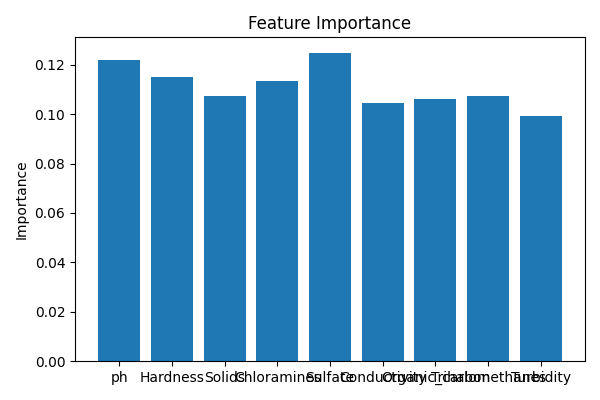 Feature Importance
Importance
0.12
0.10
0.08
0.06
0.04
0.02
0.00
ph Hardness Solids Chloramines Sulfate Conductivity Organic_carbon Trihalomethanes Turbidity